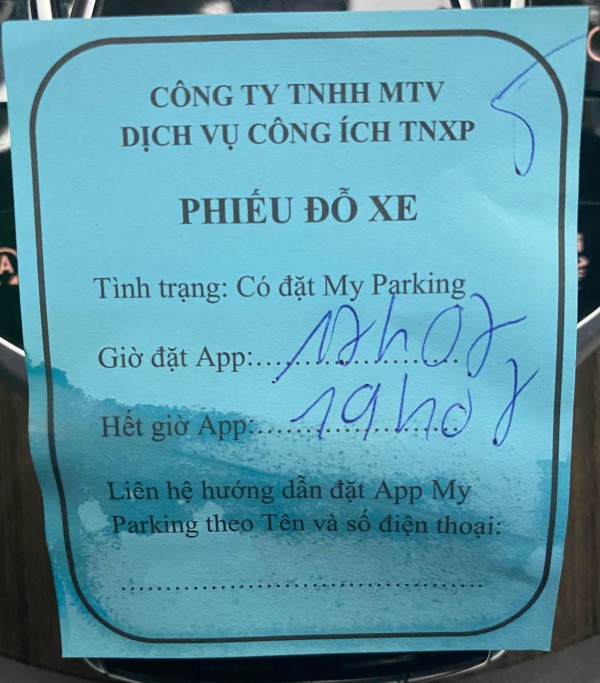 CÔNG TY TNHH MTV
DỊCH VỤ CÔNG ÍCH TNXP
5
PHIẾU ĐỖ XE
Tình trạng: Có đặt My Parking
Giờ đặt App:
Hết giờ App:
Liên hệ hướng dẫn đặt App My
Parking theo Tên và số điện thoại: